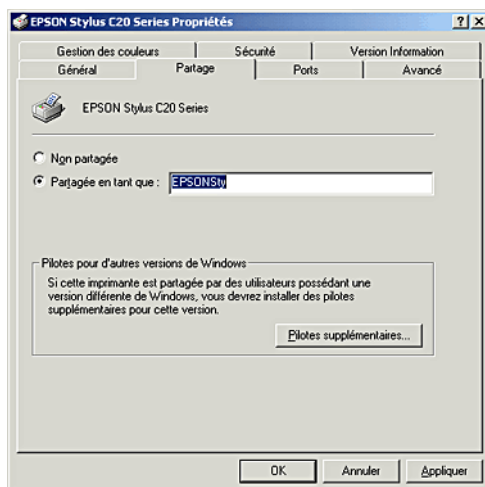 EPSON Stylus C20 Series Propriétés
Gestion des couleurs Sécurité Version Information
Général Partage Ports Avancé
EPSON Stylus C20 Series
Non partagée
Partagée en tant que : EPSONSty
Pilotes pour d'autres versions de Windows
Si cette imprimante est partagée par des utilisateurs possédant une
version différente de Windows, vous devrez installer des pilotes
supplémentaires pour cette version.
Pilotes supplémentaires...
OK Annuler Appliquer